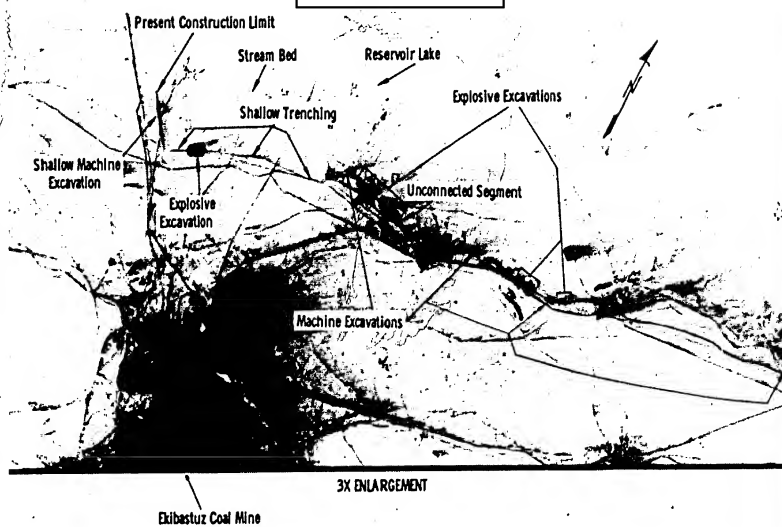 Present Construction Limit
Stream Bed
Reservoir Lake
Explosive Excavations
N
Shallow Trenching
Shallow Machine
Excavation
Explosive
Excavation
Unconnected Segment
Machine Excavations
3X ENLARGEMENT
Ekibastuz Coal Mine